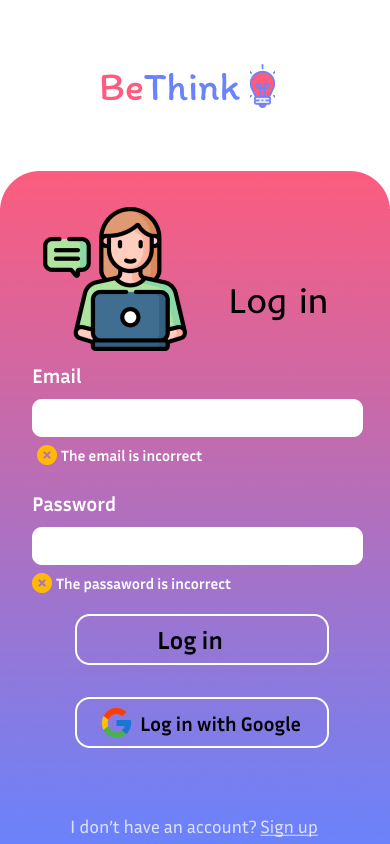 BeThink
Log in
Email
The email is incorrect
Password
The passaword is incorrect
Log in
Log in with Google
I don't have an account? Sign up